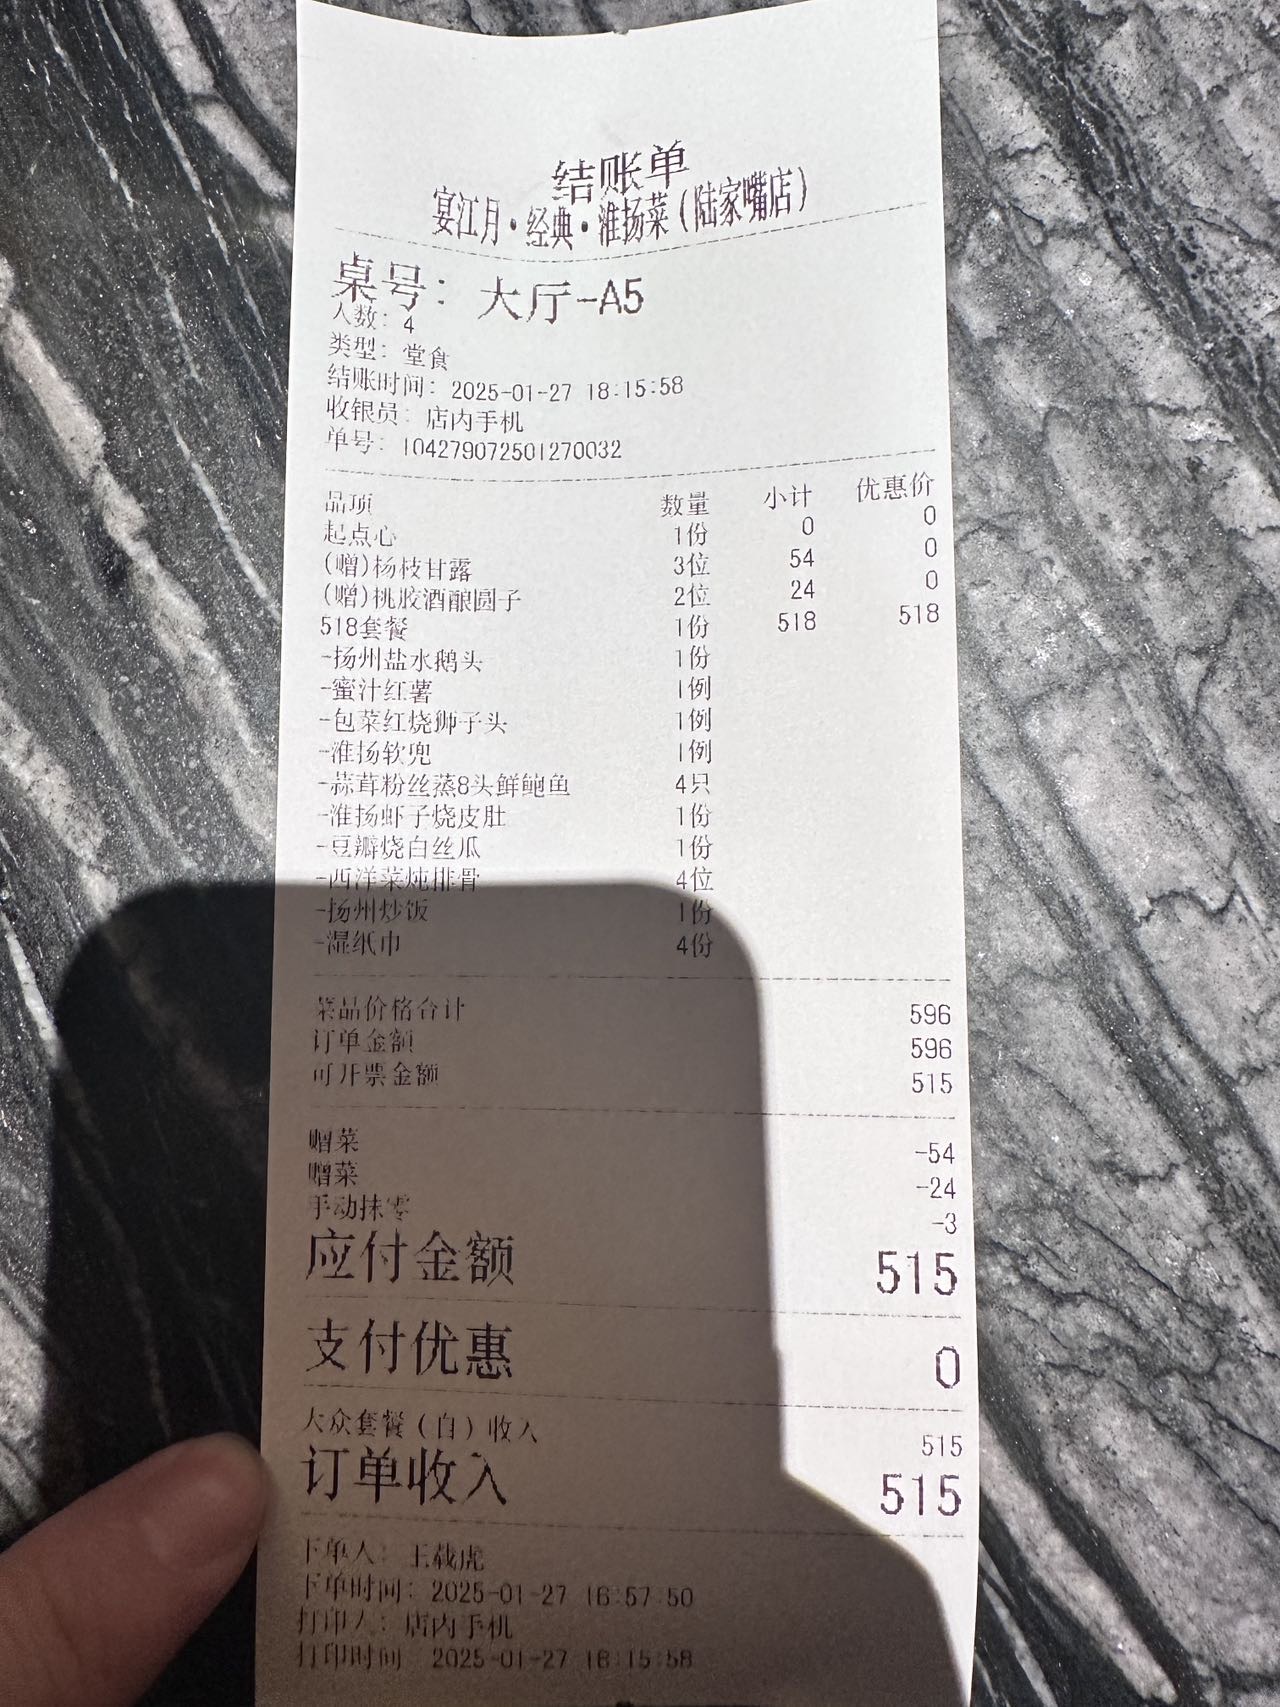 结账单
宴江月·经典·淮扬菜(陆家嘴店)
桌号: 大厅-A5
人数: 4
类型: 堂食
结账时间: 2025-01-27 18:15:58
收银员: 店内手机
单号: 104279072501270032
品项 数量 小计 优惠价
起点心 1份 0 0
(赠)杨枝甘露 3位 54 0
(赠)桃胶酒酿圆子 2位 24 0
518套餐 1份 518 518
-扬州盐水鹅头 1份
-蜜汁红薯 1例
-包菜红烧狮子头 1例
-淮扬软兜 1例
-蒜茸粉丝蒸8头鲜鲍鱼 4只
-淮扬虾子烧皮肚 1份
-豆瓣烧白丝瓜 1份
-西洋菜炖排骨 4位
-扬州炒饭 1份
-湿纸巾 4份
菜品价格合计 596
订单金额 596
可开票金额 515
赠菜 -54
赠菜 -24
手动抹零 -3
应付金额 515
支付优惠 0
大众套餐(自)收入 515
订单收入 515
下单人: 王载虎
下单时间: 2025-01-27 16:57:50
打印人: 店内手机
打印时间 2025-01-27 18:15:58